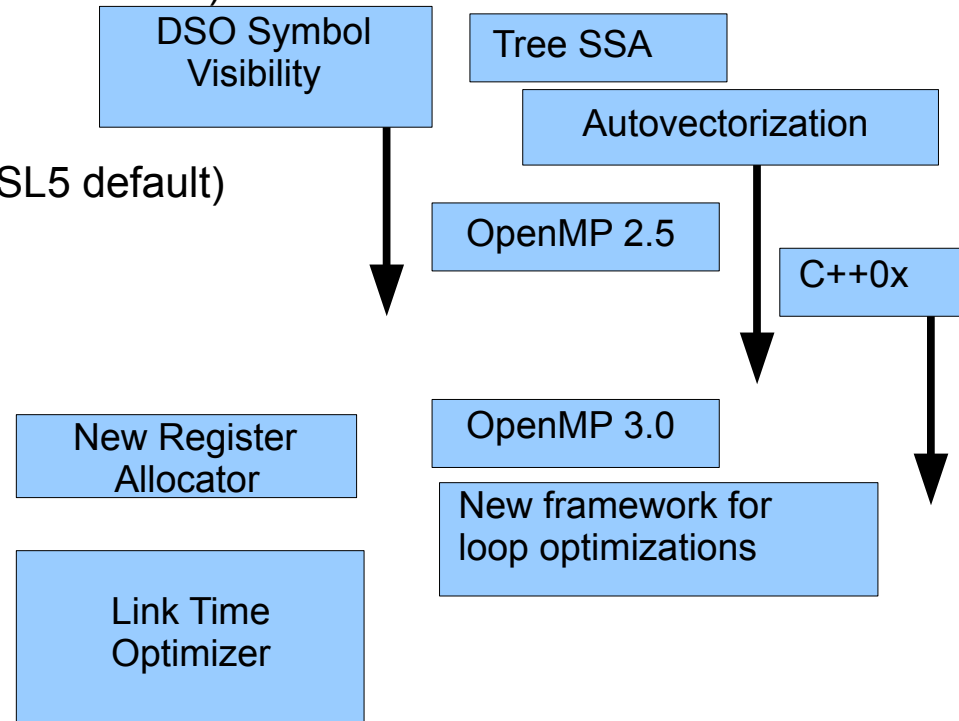 )
DSO Symbol
Visibility
Tree SSA
Autovectorization
SL5 default)
OpenMP 2.5
C++0x
OpenMP 3.0
New Register
Allocator
New framework for
loop optimizations
Link Time
Optimizer